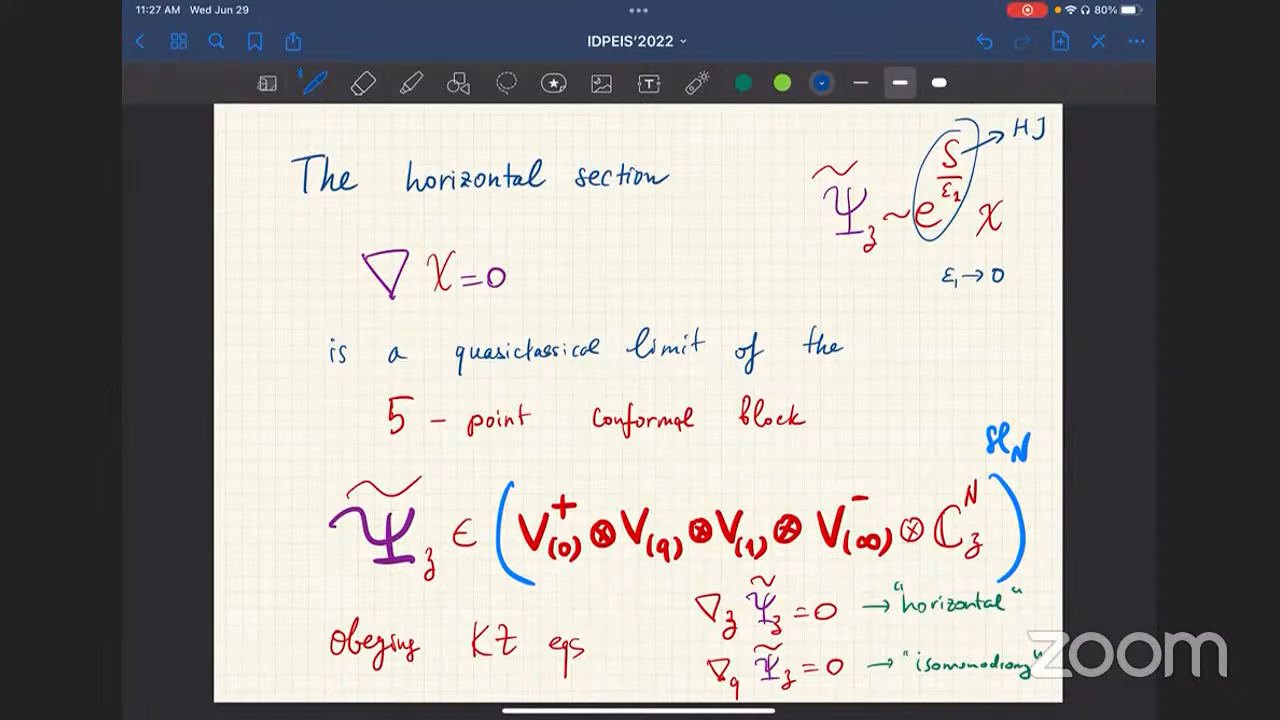 11:27 AM Wed Jun 29
80%
IDPEIS'2022
The horizontal section
∇ χ = 0
Ψ̃_z ~ e^{S/ε₁} χ
→ HJ
ε₁ → 0
is a quasiclassical limit of the
5 - point conformal block
Ψ̃_z ∈ ( V⁺_(0) ⊗ V_(q) ⊗ V_(1) ⊗ V⁻_(∞) ⊗ ℂ^N_z )^{sl_N}
∇_z Ψ̃_z = 0 → "horizontal"
obeying KZ eqs
∇_q Ψ̃_z = 0 → "isomonodromy"
zoom